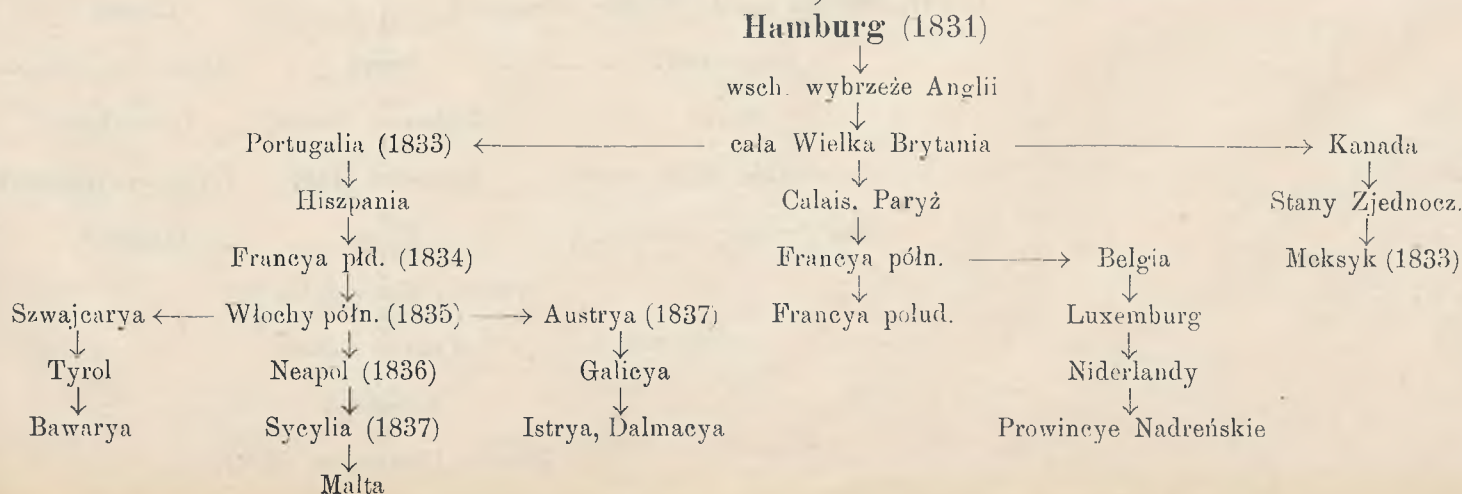 Hamburg (1831)
wsch. wybrzeże Anglii
Portugalia (1833) cała Wielka Brytania Kanada
Hiszpania Calais. Paryż Stany Zjednocz.
Francya płd. (1834) Francya półn. Belgia Meksyk (1833)
Szwajcarya Włochy półn. (1835) Austrya (1837) Francya połud. Luxemburg
Tyrol Neapol (1836) Galicya Niderlandy
Bawarya Sycylia (1837) Istrya, Dalmacya Prowincye Nadreńskie
Malta